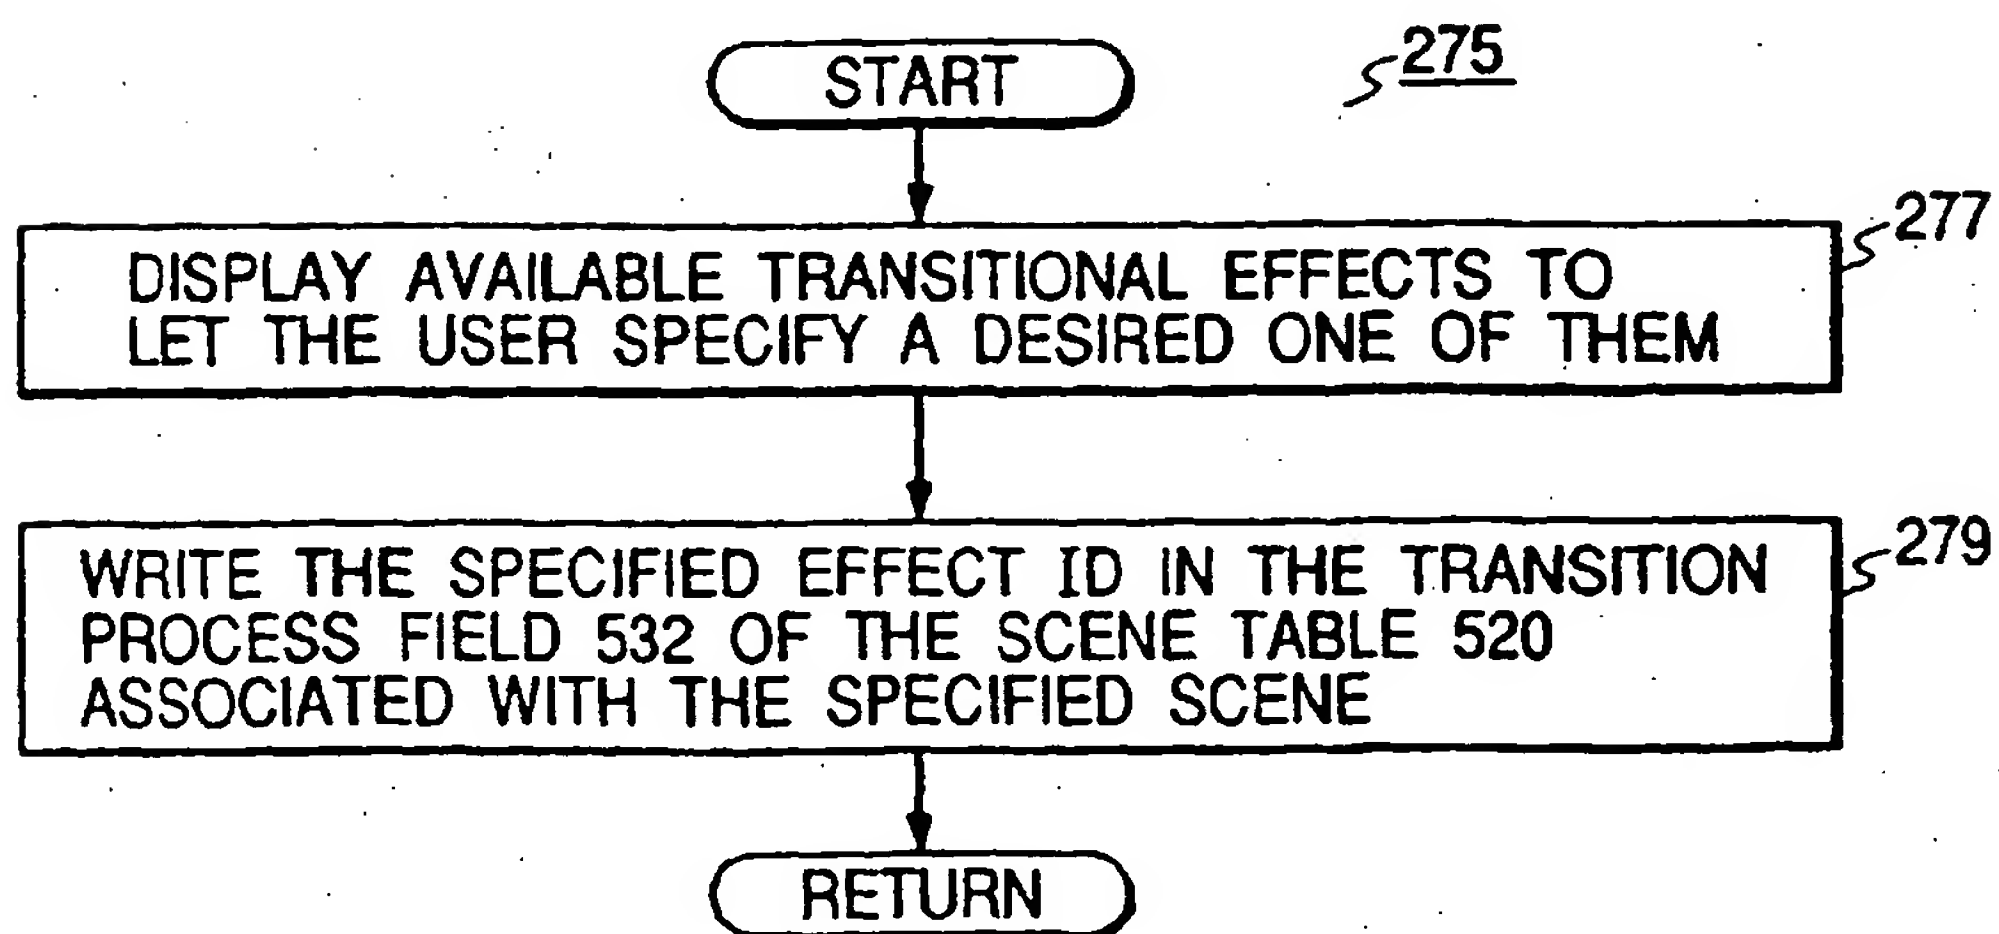 START
275
277
DISPLAY AVAILABLE TRANSITIONAL EFFECTS TO
LET THE USER SPECIFY A DESIRED ONE OF THEM
279
WRITE THE SPECIFIED EFFECT ID IN THE TRANSITION
PROCESS FIELD 532 OF THE SCENE TABLE 520
ASSOCIATED WITH THE SPECIFIED SCENE
RETURN